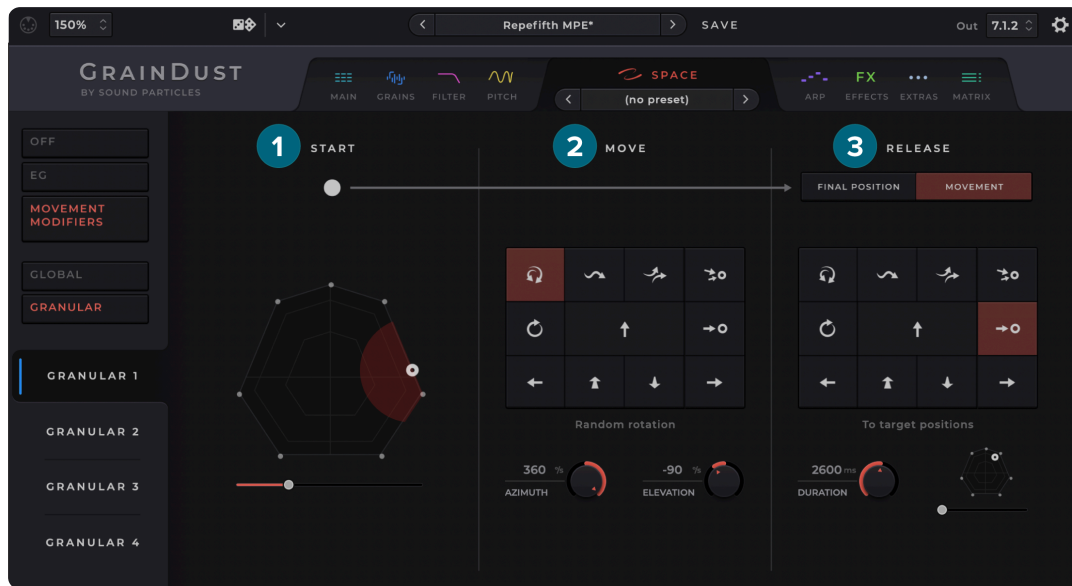 150%
Repefifth MPE*
SAVE
Out 7.1.2
GRAINDUST
BY SOUND PARTICLES
MAIN
GRAINS
FILTER
PITCH
SPACE
(no preset)
ARP
FX
EFFECTS
EXTRAS
MATRIX
OFF
EG
MOVEMENT
MODIFIERS
GLOBAL
GRANULAR
GRANULAR 1
GRANULAR 2
GRANULAR 3
GRANULAR 4
1 START
2 MOVE
Random rotation
360 °/s
AZIMUTH
-90 °/s
ELEVATION
3 RELEASE
FINAL POSITION
MOVEMENT
To target positions
2600 ms
DURATION